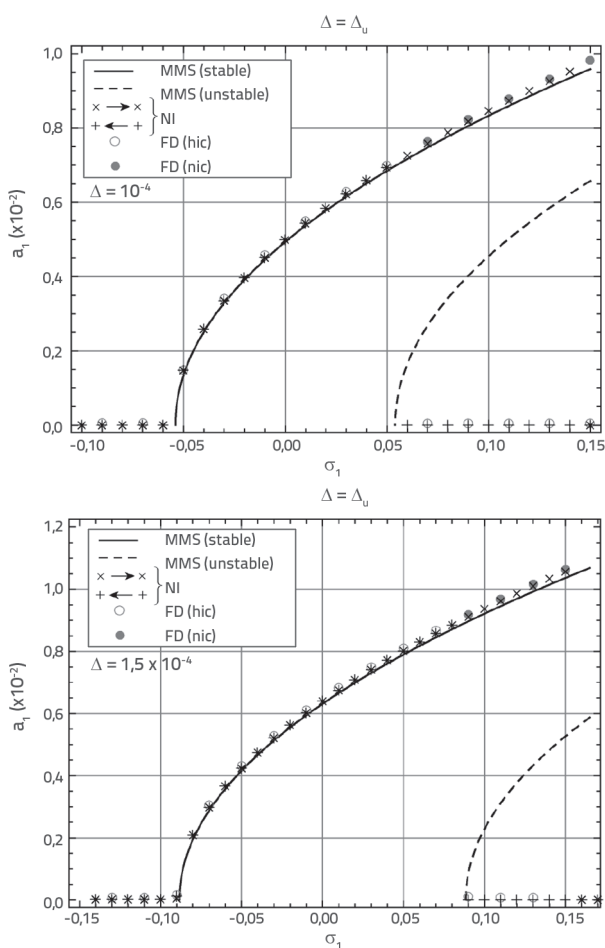 Δ = Δu
MMS (stable)
MMS (unstable)
NI
FD (hic)
FD (nic)
Δ = 10-4
a1 (x10-2)
1,0
0,8
0,6
0,4
0,2
0,0
-0,10 -0,05 0,00 0,05 0,10 0,15
σ1
Δ = Δu
MMS (stable)
MMS (unstable)
NI
FD (hic)
FD (nic)
Δ = 1,5 x 10-4
a1 (x10-2)
1,2
1,0
0,8
0,6
0,4
0,2
0,0
-0,15 -0,10 -0,05 0,00 0,05 0,10 0,15
σ1